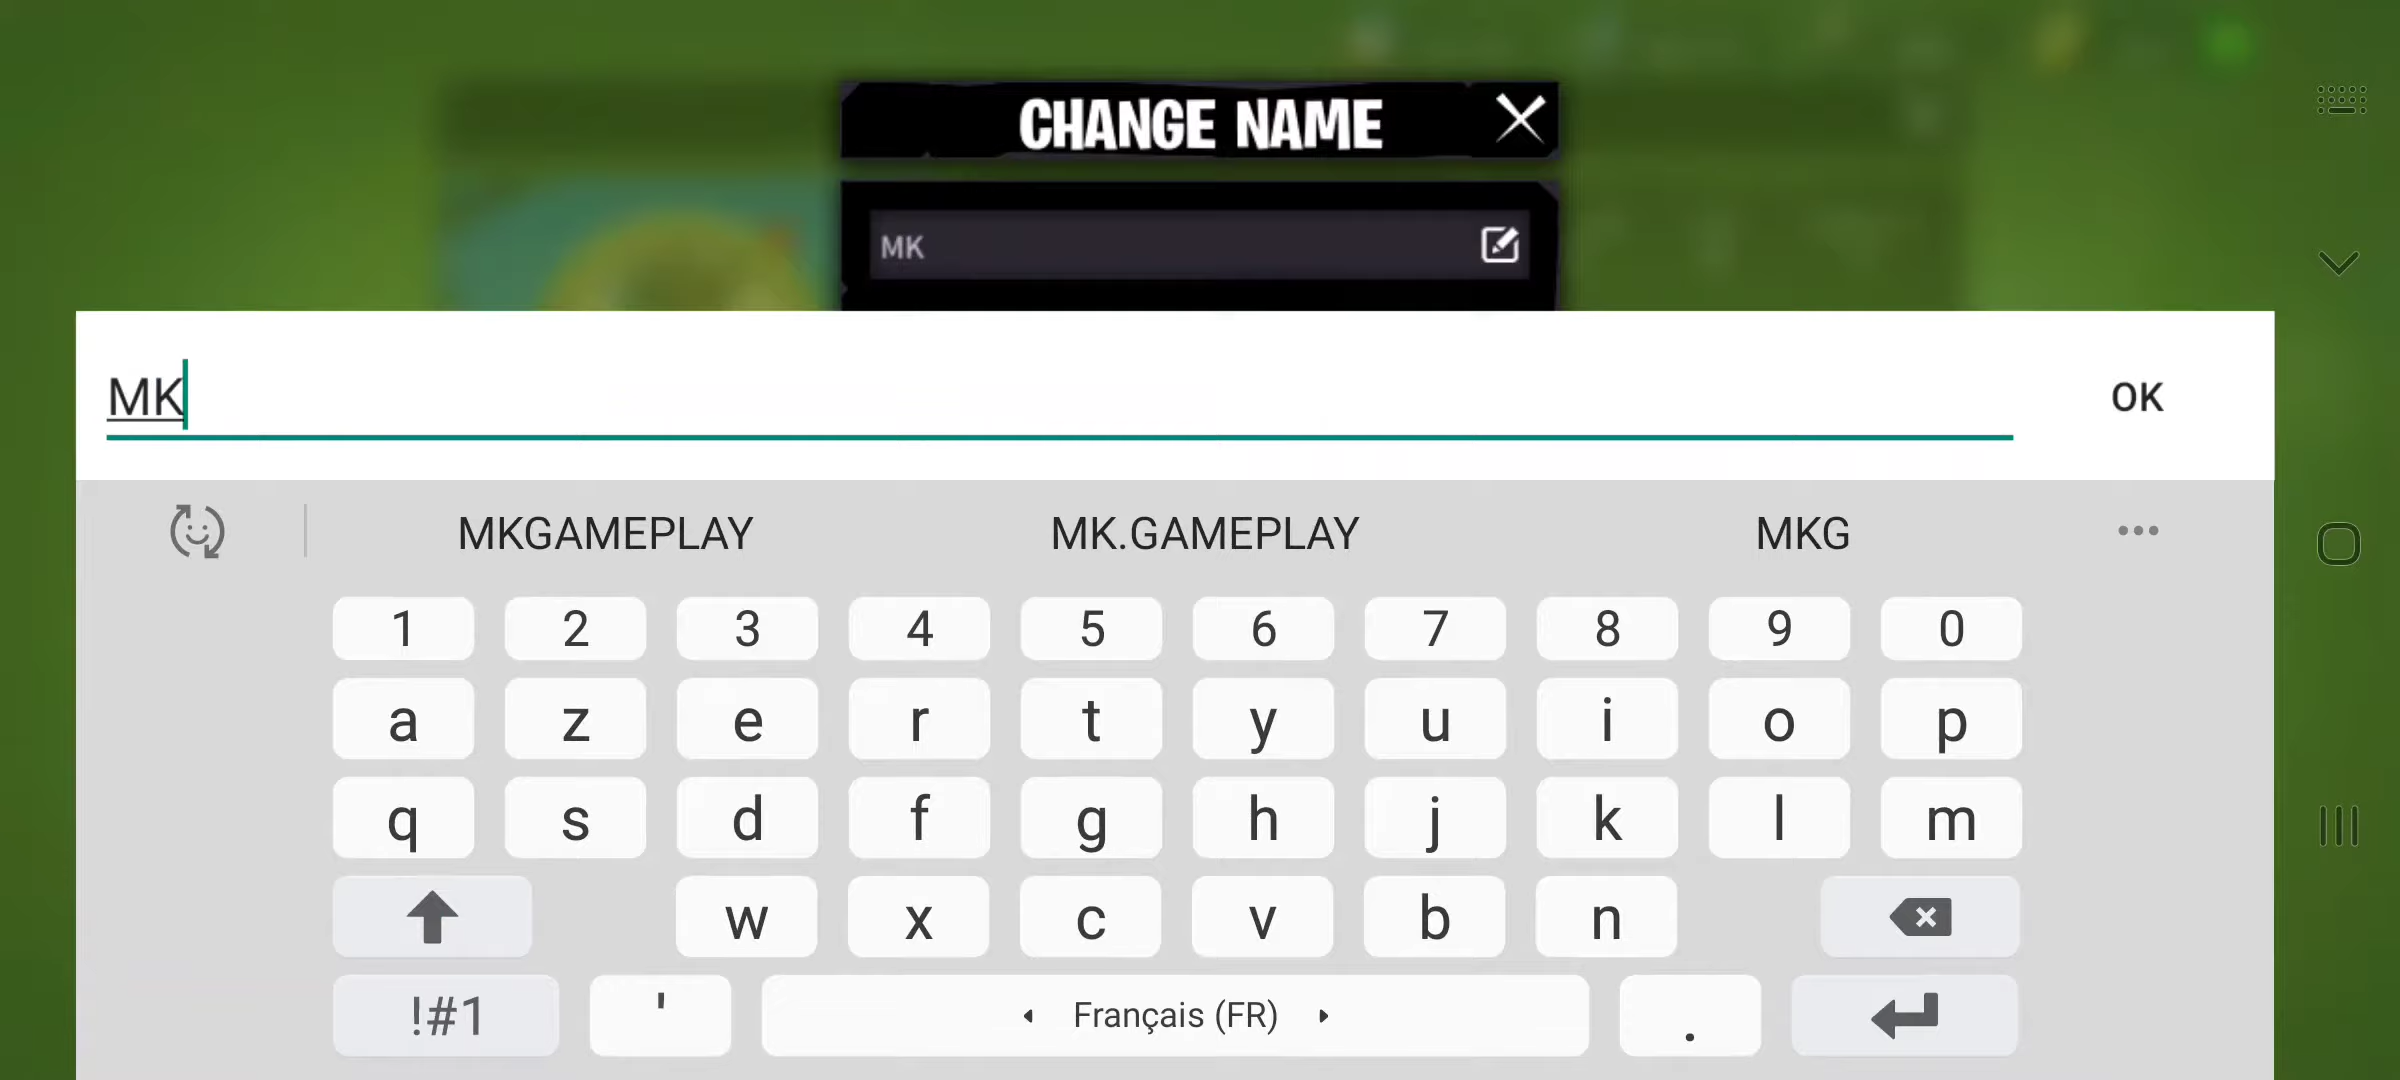 CHANGE NAME
MK
MK
OK
MKGAMEPLAY MK.GAMEPLAY MKG
1 2 3 4 5 6 7 8 9 0
a z e r t y u i o p
q s d f g h j k l m
w x c v b n
!#1 ' Français (FR) .